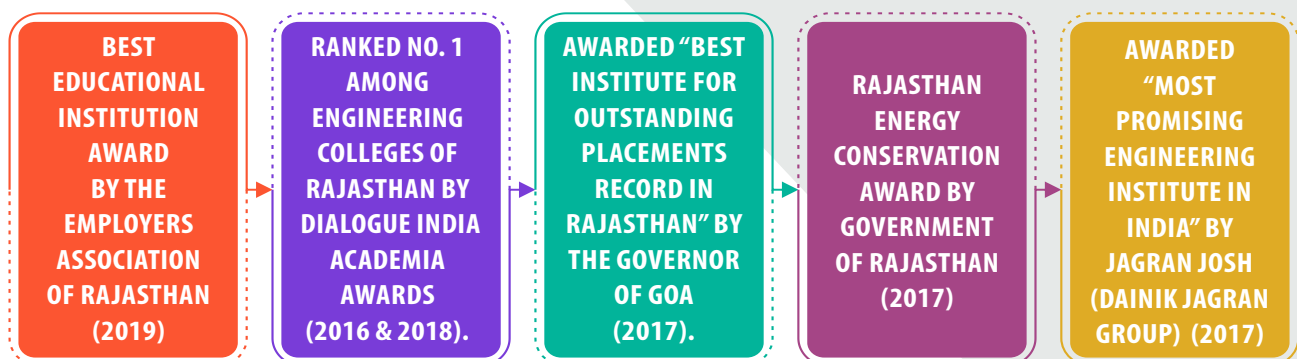 BEST
EDUCATIONAL
INSTITUTION
AWARD
BY THE
EMPLOYERS
ASSOCIATION
OF RAJASTHAN
(2019)
RANKED NO. 1
AMONG
ENGINEERING
COLLEGES OF
RAJASTHAN BY
DIALOGUE INDIA
ACADEMIA
AWARDS
(2016 & 2018).
AWARDED “BEST
INSTITUTE FOR
OUTSTANDING
PLACEMENTS
RECORD IN
RAJASTHAN” BY
THE GOVERNOR
OF GOA
(2017).
RAJASTHAN
ENERGY
CONSERVATION
AWARD BY
GOVERNMENT
OF RAJASTHAN
(2017)
AWARDED
“MOST
PROMISING
ENGINEERING
INSTITUTE IN
INDIA” BY
JAGRAN JOSH
(DAINIK JAGRAN
GROUP) (2017)